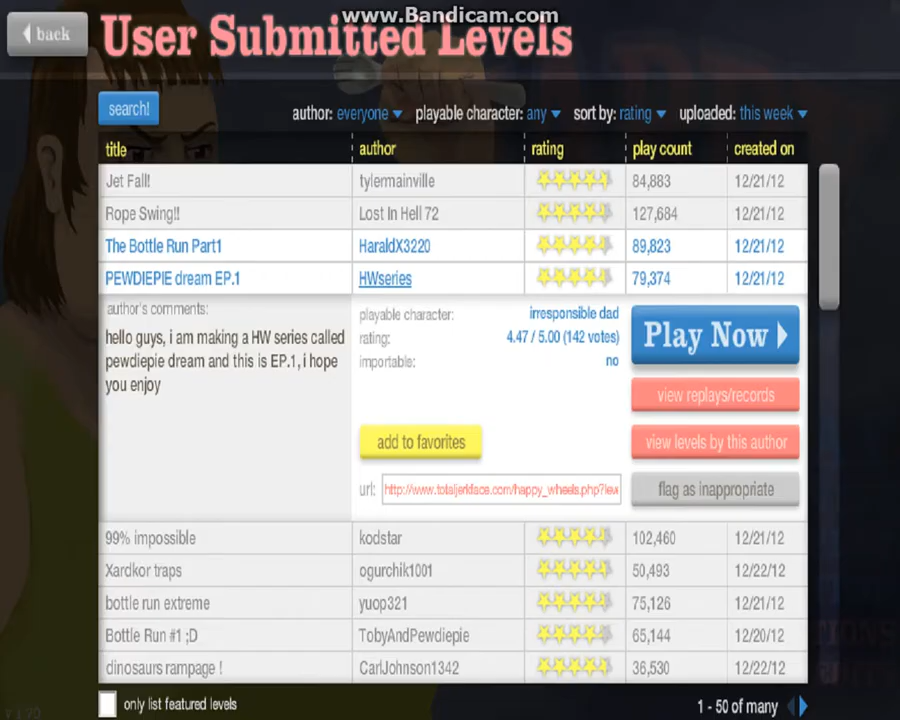 www.Bandicam.com
back
User Submitted Levels
search!
author: everyone playable character: any sort by: rating uploaded: this week
title author rating play count created on
Jet Fall! tylermainville 84,883 12/21/12
Rope Swing!! Lost In Hell 72 127,684 12/21/12
The Bottle Run Part1 HaraldX3220 89,823 12/21/12
PEWDIEPIE dream EP.1 HWseries 79,374 12/21/12
author's comments:
hello guys, i am making a HW series called
pewdiepie dream and this is EP.1, i hope
you enjoy
playable character: irresponsible dad
rating: 4.47 / 5.00 (142 votes)
importable: no
Play Now
view replays/records
add to favorites
view levels by this author
url: http://www.totaljerkface.com/happy_wheels.php?lev
flag as inappropriate
99% impossible kodstar 102,460 12/21/12
Xardkor traps ogurchik1001 50,493 12/22/12
bottle run extreme yuop321 75,126 12/21/12
Bottle Run #1 ;D TobyAndPewdiepie 65,144 12/20/12
dinosaurs rampage ! CarlJohnson1342 36,530 12/22/12
only list featured levels
1 - 50 of many